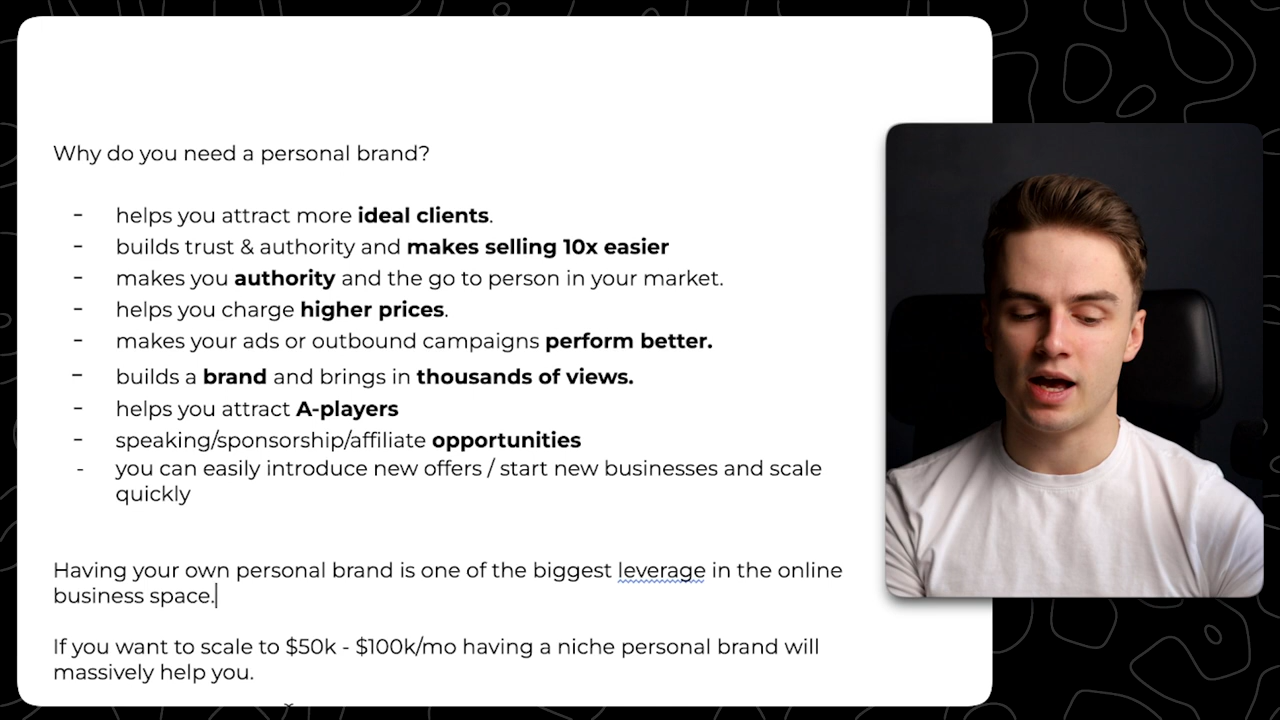 Why do you need a personal brand?
- helps you attract more ideal clients.
- builds trust & authority and makes selling 10x easier
- makes you authority and the go to person in your market.
- helps you charge higher prices.
- makes your ads or outbound campaigns perform better.
- builds a brand and brings in thousands of views.
- helps you attract A-players
- speaking/sponsorship/affiliate opportunities
- you can easily introduce new offers / start new businesses and scale
quickly
Having your own personal brand is one of the biggest leverage in the online
business space.
If you want to scale to $50k - $100k/mo having a niche personal brand will
massively help you.